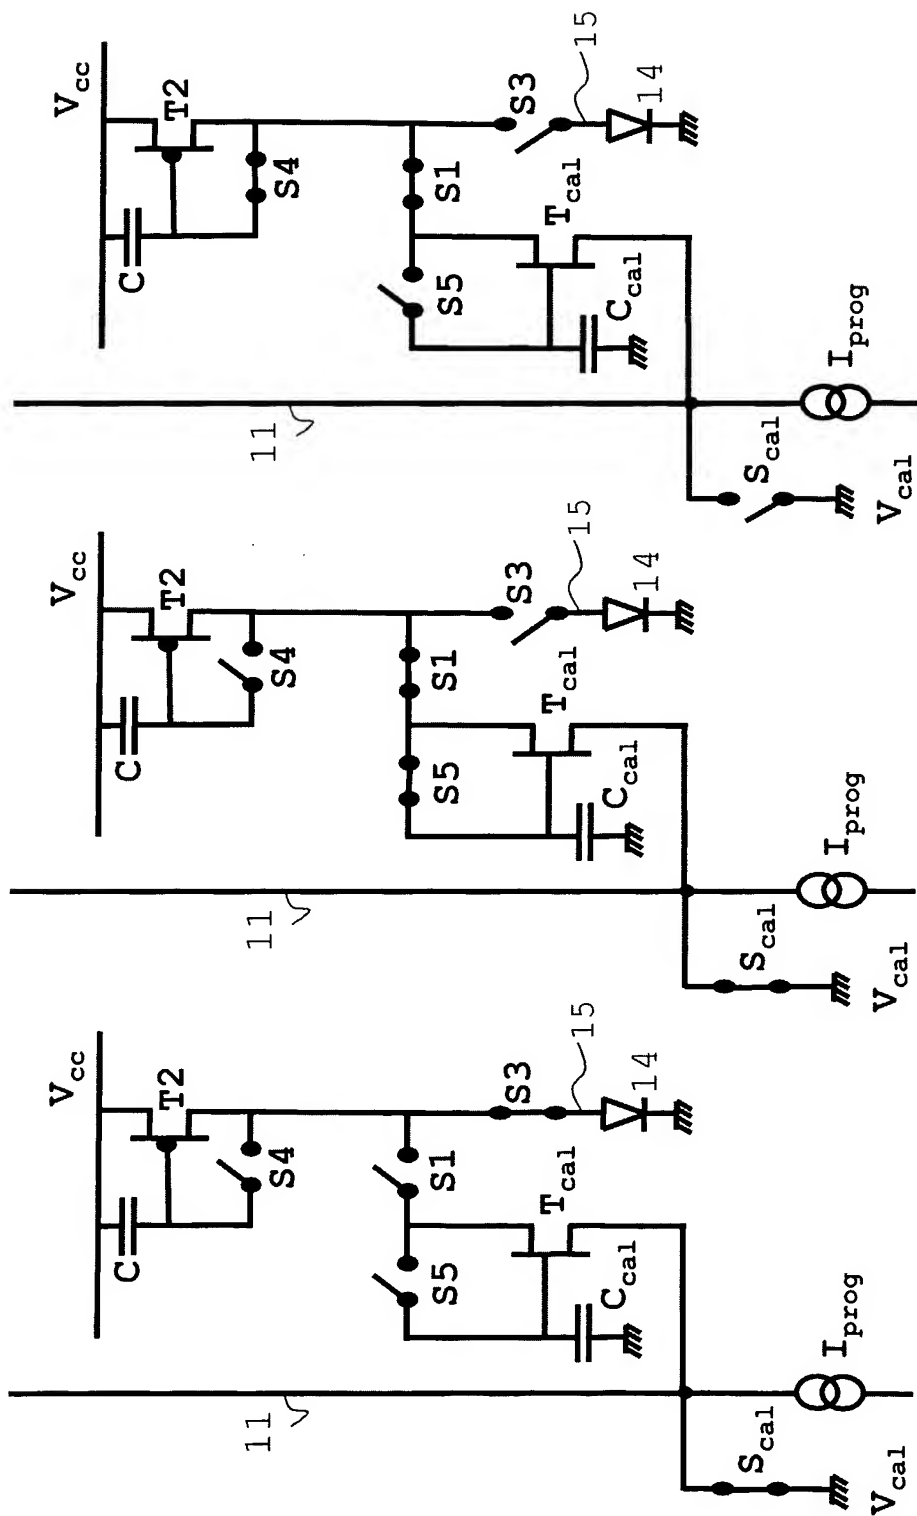 Vcc
T2
C
S4
S3
15
14
S1
Tcal
S5
Ccal
11
Iprog
Scal
Vcal
Vcc
T2
C
S4
S3
15
14
S1
Tcal
S5
Ccal
11
Iprog
Scal
Vcal
Vcc
T2
C
S4
S3
15
14
S1
Tcal
S5
Ccal
11
Iprog
Scal
Vcal